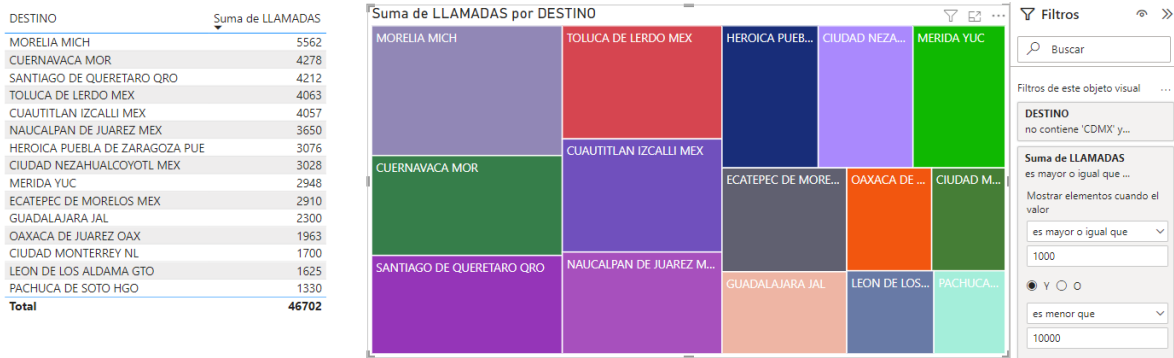 DESTINO Suma de LLAMADAS
MORELIA MICH 5562
CUERNAVACA MOR 4278
SANTIAGO DE QUERETARO QRO 4212
TOLUCA DE LERDO MEX 4063
CUAUTITLAN IZCALLI MEX 4057
NAUCALPAN DE JUAREZ MEX 3650
HEROICA PUEBLA DE ZARAGOZA PUE 3076
CIUDAD NEZAHUALCOYOTL MEX 3028
MERIDA YUC 2948
ECATEPEC DE MORELOS MEX 2910
GUADALAJARA JAL 2300
OAXACA DE JUAREZ OAX 1963
CIUDAD MONTERREY NL 1700
LEON DE LOS ALDAMA GTO 1625
PACHUCA DE SOTO HGO 1330
Total 46702
Suma de LLAMADAS por DESTINO
MORELIA MICH
CUERNAVACA MOR
SANTIAGO DE QUERETARO QRO
TOLUCA DE LERDO MEX
CUAUTITLAN IZCALLI MEX
NAUCALPAN DE JUAREZ M...
HEROICA PUEB...
CIUDAD NEZA...
MERIDA YUC
ECATEPEC DE MORE...
OAXACA DE ...
CIUDAD M...
GUADALAJARA JAL
LEON DE LOS...
PACHUCA...
Filtros
Buscar
Filtros de este objeto visual ...
DESTINO
no contiene 'CDMX' y...
Suma de LLAMADAS
es mayor o igual que ...
Mostrar elementos cuando el
valor
es mayor o igual que
1000
Y O
es menor que
10000